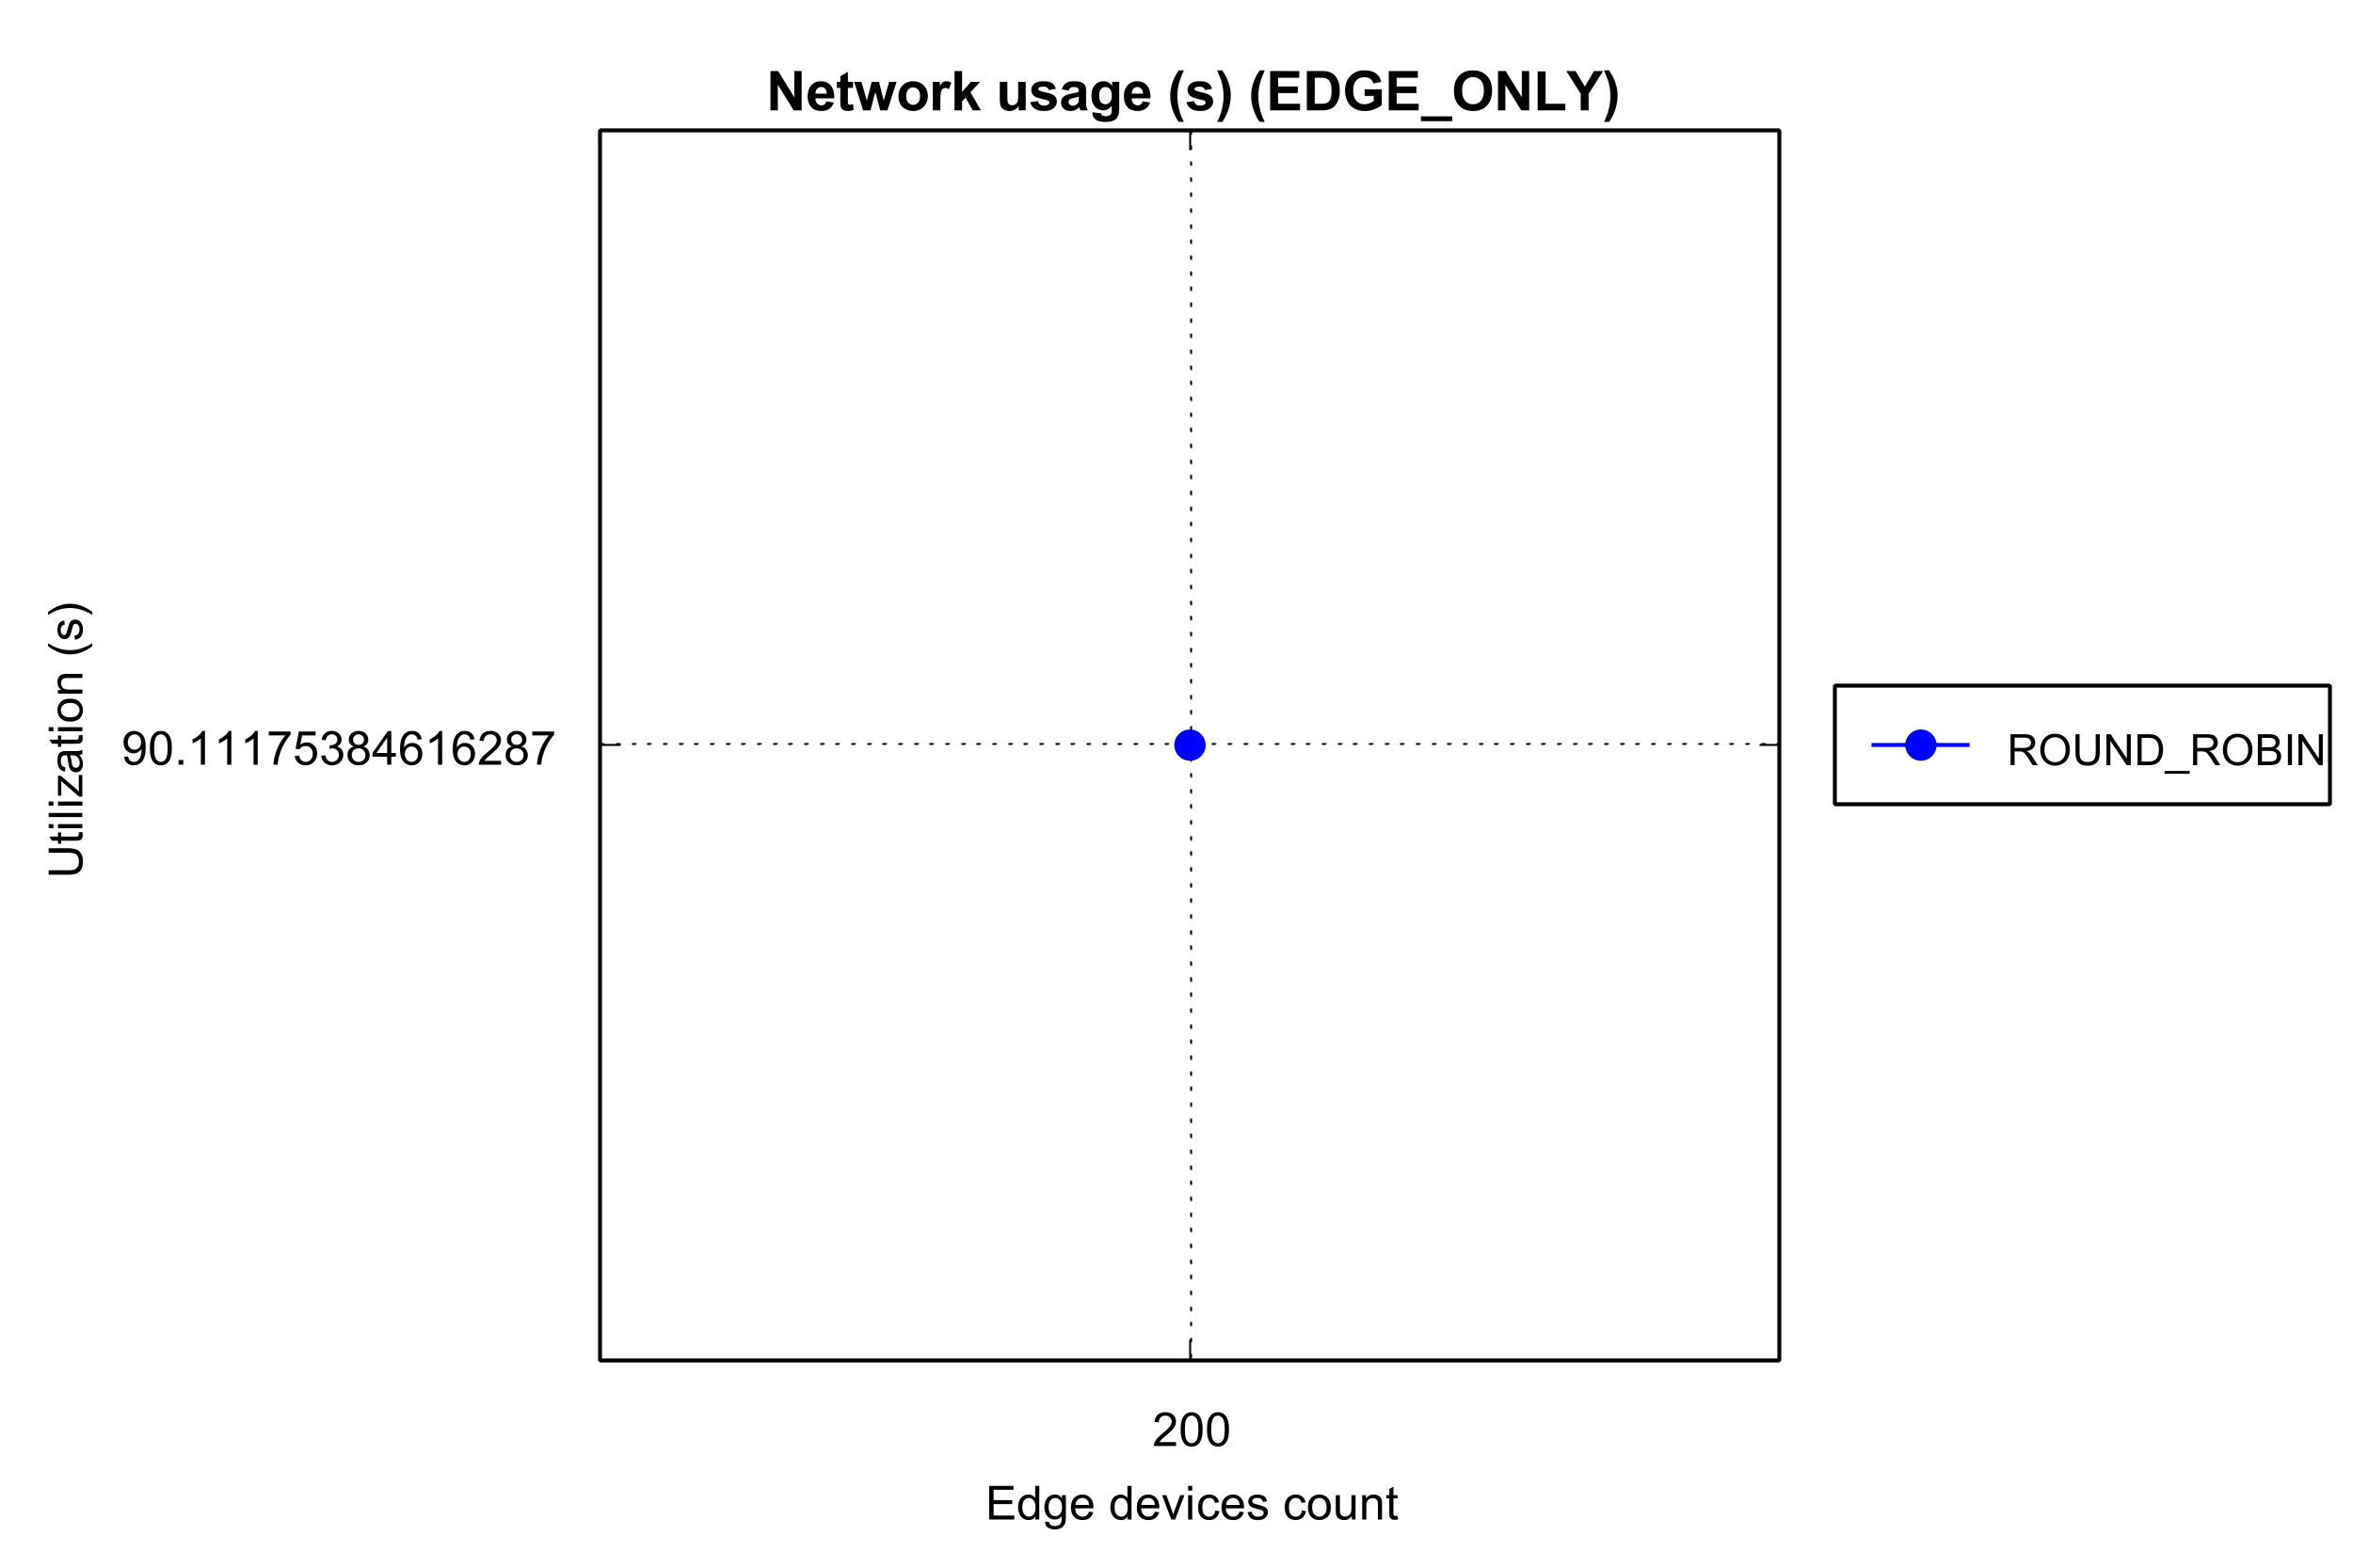 Network usage (s) (EDGE_ONLY)
Utilization (s)
90.11175384616287
ROUND_ROBIN
200
Edge devices count